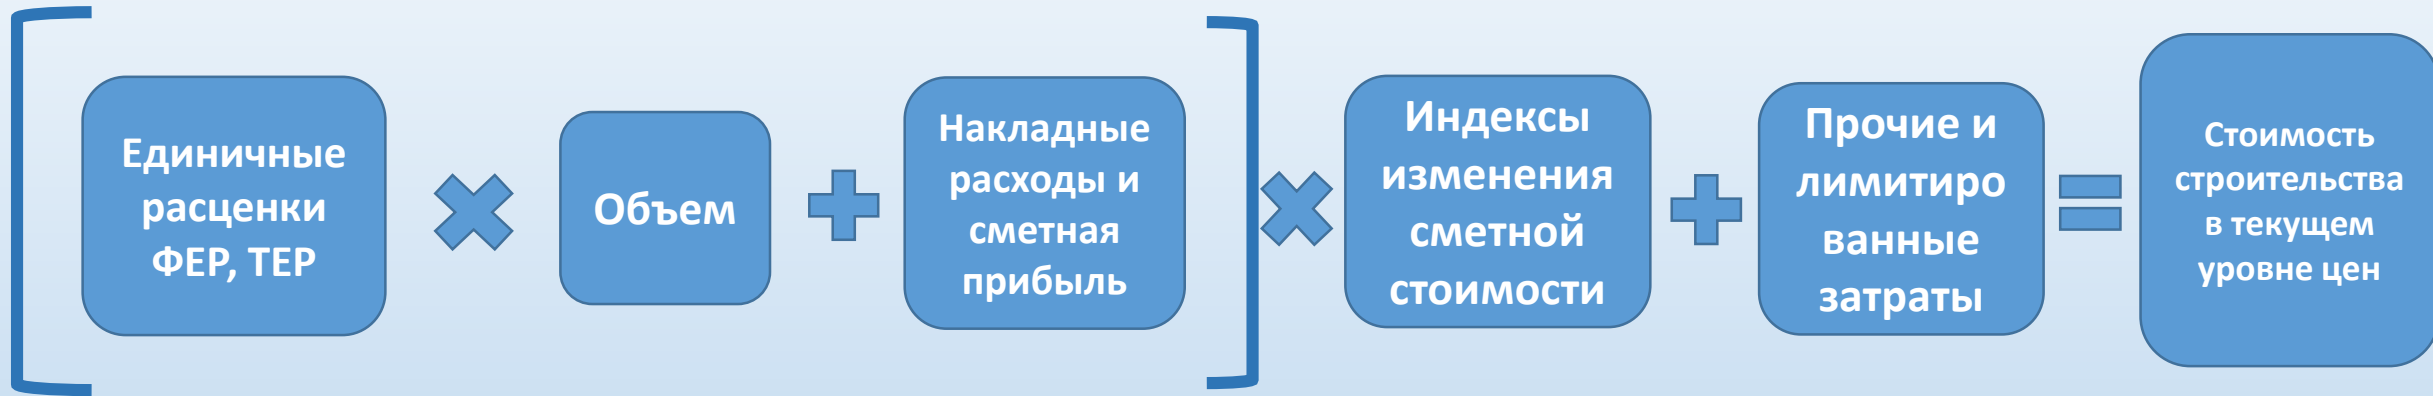 Единичные
расценки
ФЕР, ТЕР
Объем
Накладные
расходы и
сметная
прибыль
Индексы
изменения
сметной
стоимости
Прочие и
лимитиро
ванные
затраты
Стоимость
строительства
в текущем
уровне цен